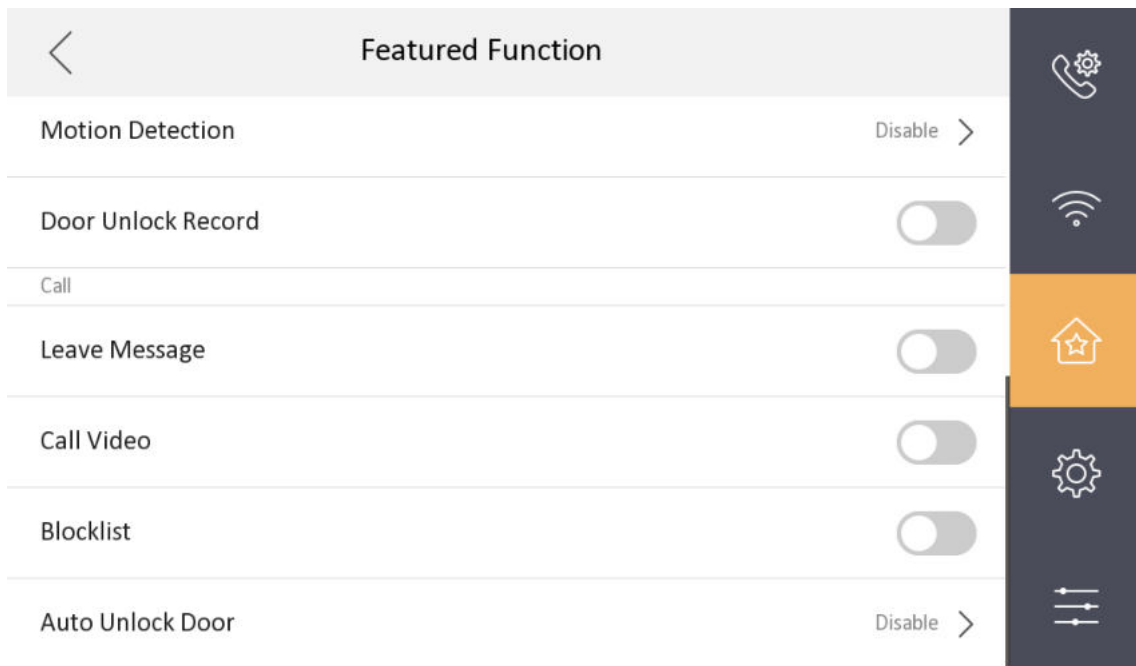 Featured Function
Motion Detection Disable
Door Unlock Record
Call
Leave Message
Call Video
Blocklist
Auto Unlock Door Disable